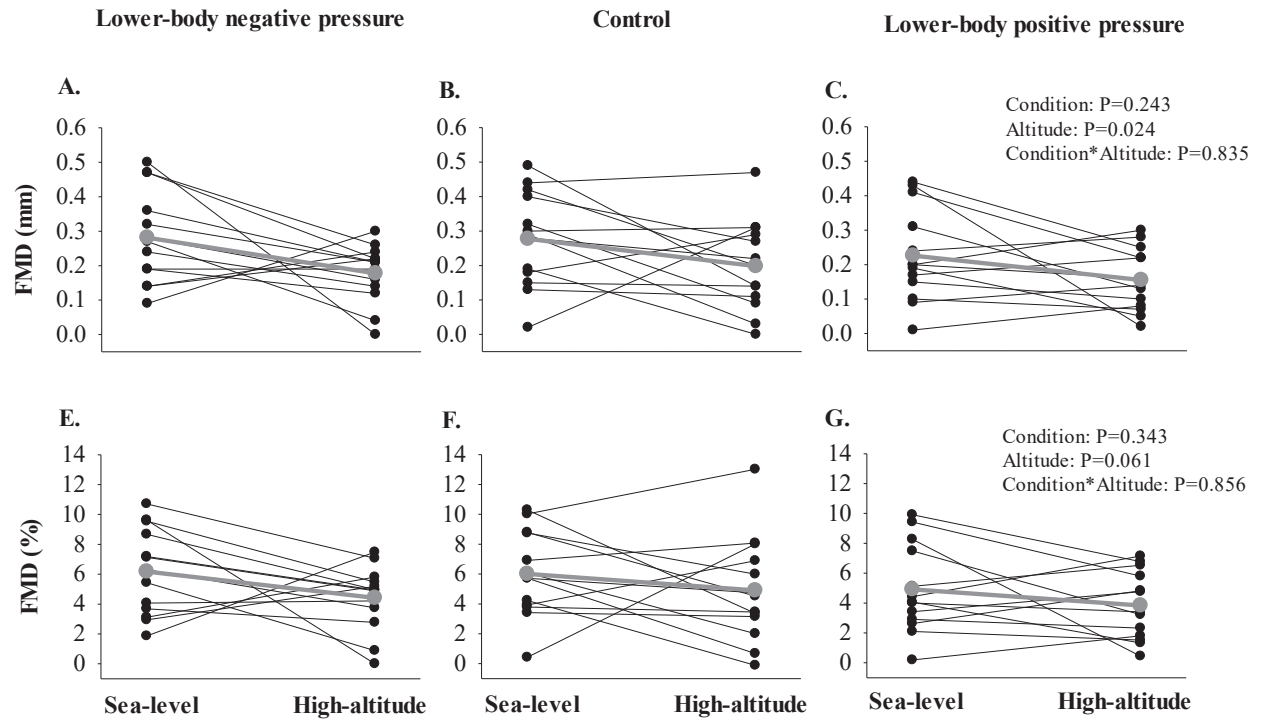 Lower-body negative pressure
Control
Lower-body positive pressure
A.
B.
C.
Condition: P=0.243
Altitude: P=0.024
Condition*Altitude: P=0.835
FMD (mm)
0.6
0.5
0.4
0.3
0.2
0.1
0.0
0.6
0.5
0.4
0.3
0.2
0.1
0.0
0.6
0.5
0.4
0.3
0.2
0.1
0.0
E.
F.
G.
Condition: P=0.343
Altitude: P=0.061
Condition*Altitude: P=0.856
FMD (%)
14
12
10
8
6
4
2
0
14
12
10
8
6
4
2
0
14
12
10
8
6
4
2
0
Sea-level
High-altitude
Sea-level
High-altitude
Sea-level
High-altitude